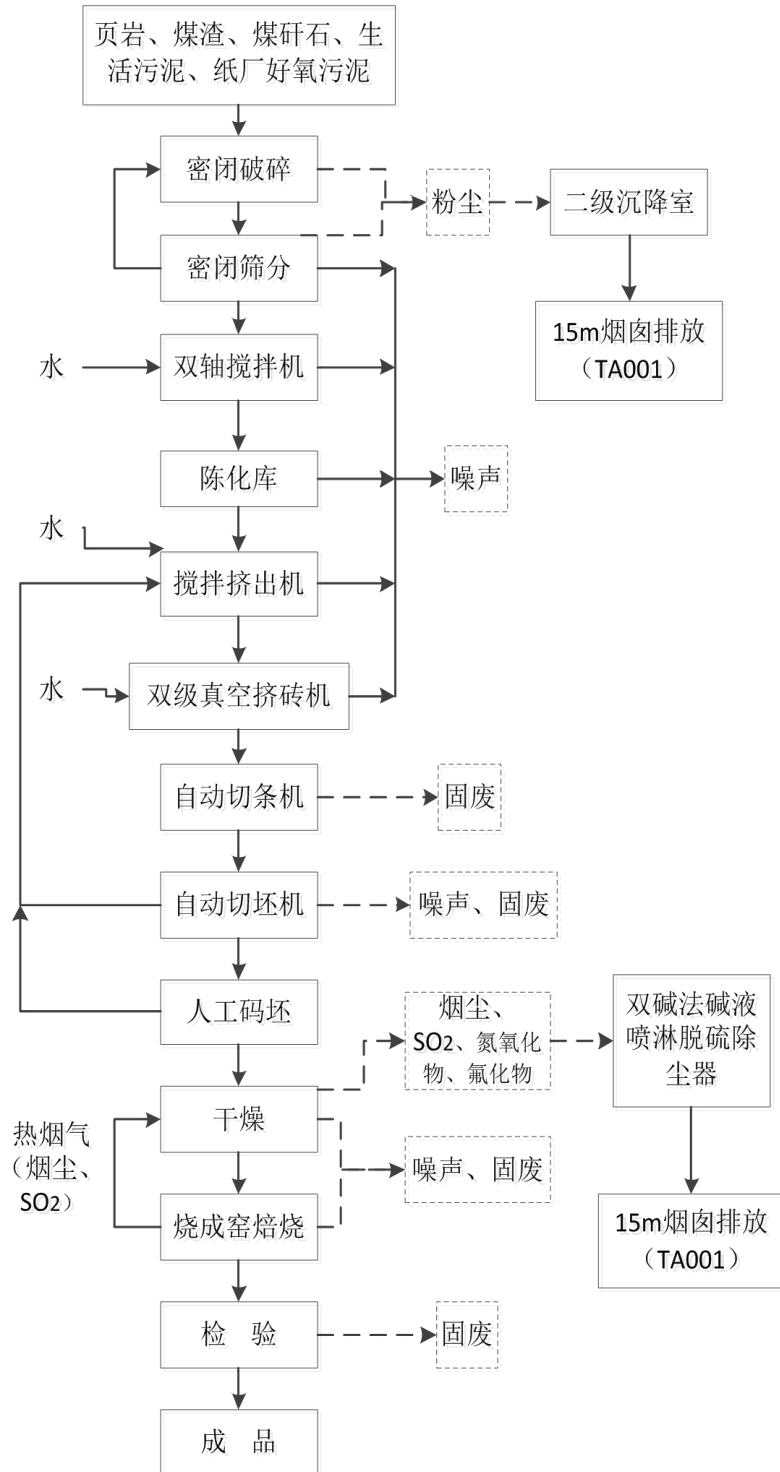 页岩、煤渣、煤矸石、生
活污泥、纸厂好氧污泥
密闭破碎
粉尘
二级沉降室
密闭筛分
15m烟囱排放
（TA001）
水
双轴搅拌机
陈化库
噪声
水
搅拌挤出机
水
双级真空挤砖机
自动切条机
固废
自动切坯机
噪声、固废
人工码坯
烟尘、
SO2、氮氧化
物、氟化物
双碱法碱液
喷淋脱硫除
尘器
干燥
热烟气
（烟尘、
SO2）
噪声、固废
烧成窑焙烧
15m烟囱排放
（TA001）
检 验
固废
成 品